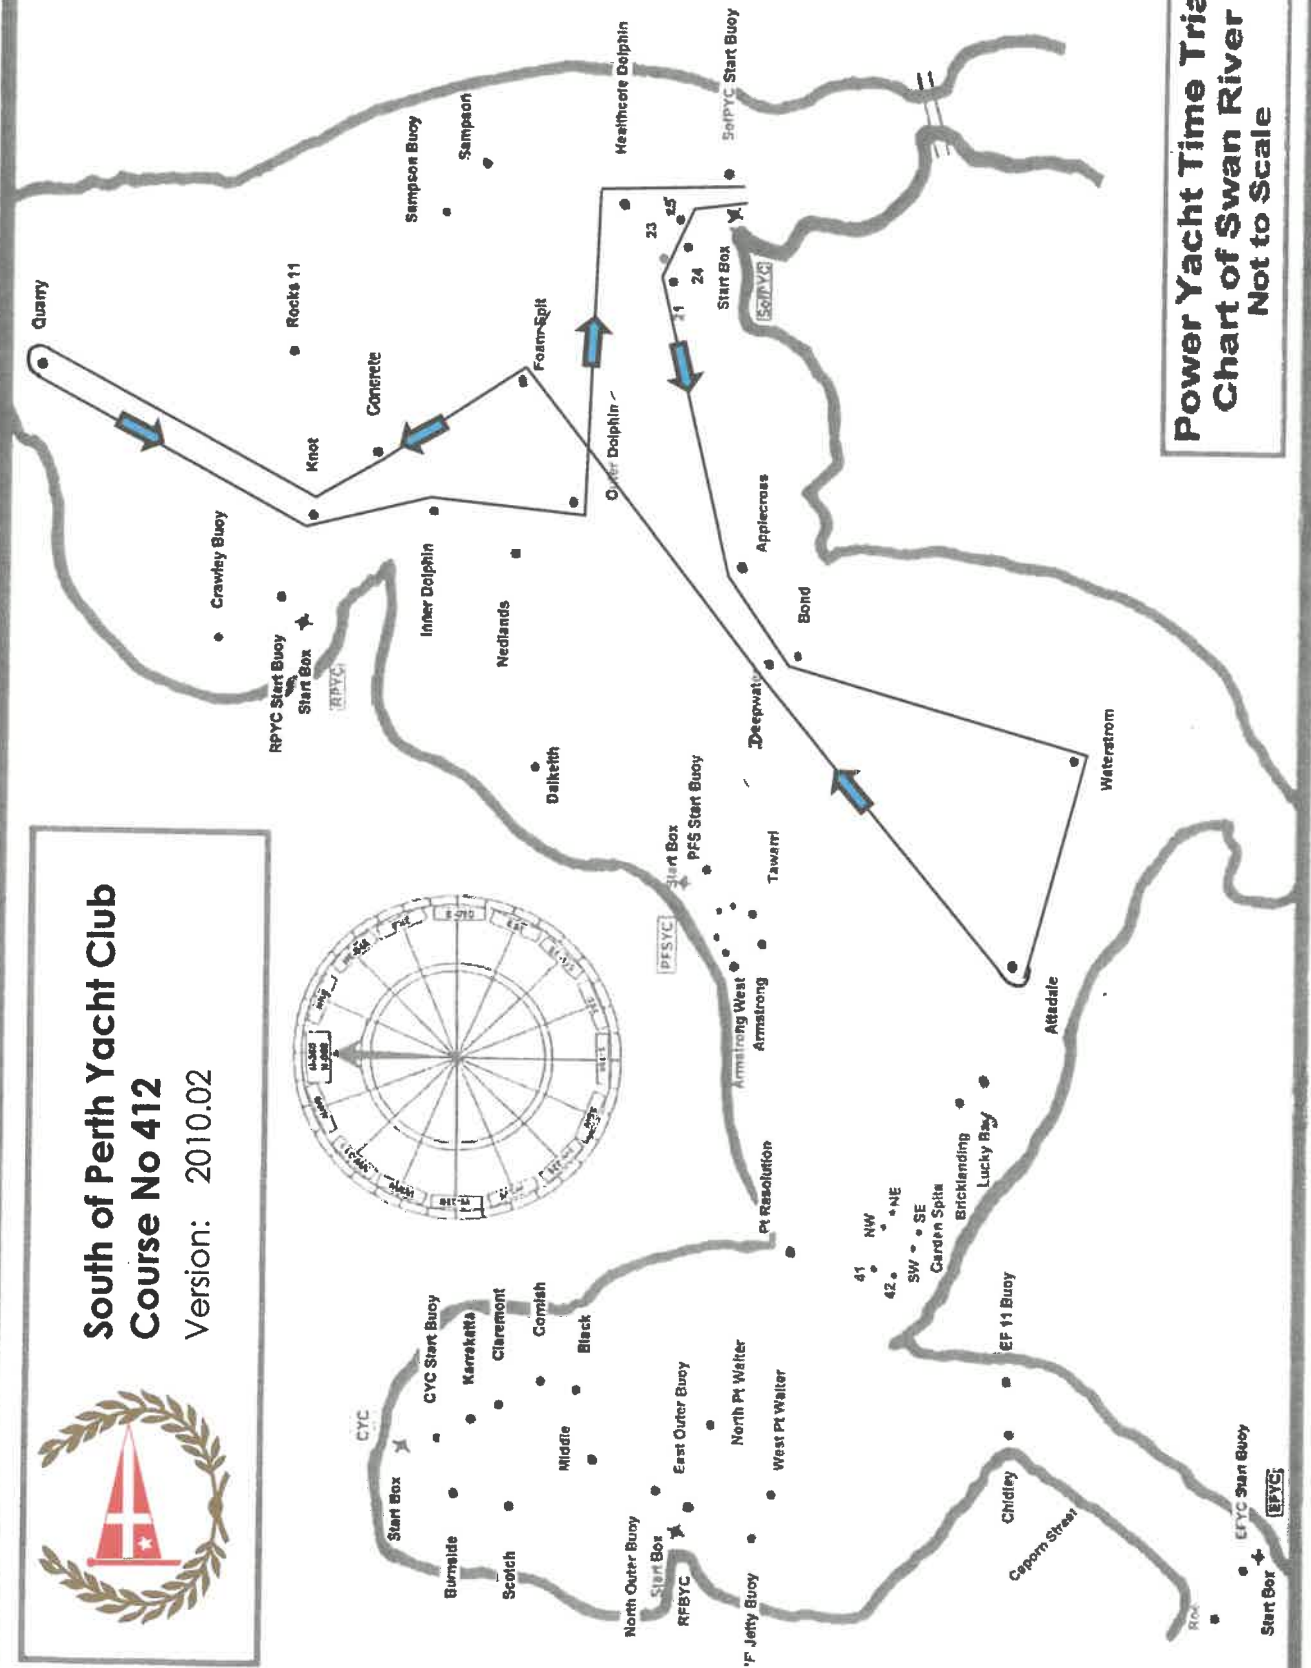 South of Perth Yacht Club
Course No 412
Version: 2010.02
Power Yacht Time Tria
Chart of Swan River
Not to Scale
Quarry
Rocks 11
Concrete
Knot
Crawley Buoy
RPYC Start Buoy
Start Box
RPYC
Inner Dolphin
Nedlands
Dalkeith
Sampson Buoy
Sampson
Foam Spit
Outer Dolphin
Heathcote Dolphin
SofPYC Start Buoy
23
25
24
21
Start Box
SofPYC
Applecross
Bond
Deepwater
Waterstrom
Attadale
Start Box
PFS Start Buoy
PFSYC
Tawarri
Armstrong West
Armstrong
Pt Resolution
41
NW
NE
42
SW
SE
Garden Spits
Bricklanding
Lucky Bay
CYC
Start Box
CYC Start Buoy
Karrakatta
Claremont
Cornish
Black
Middle
Burnside
Scotch
North Outer Buoy
East Outer Buoy
Start Box
RFBYC
North Pt Walter
West Pt Walter
'F' Jetty Buoy
EF 11 Buoy
Chidley
Caporn Street
EFYC Start Buoy
Start Box
EFYC